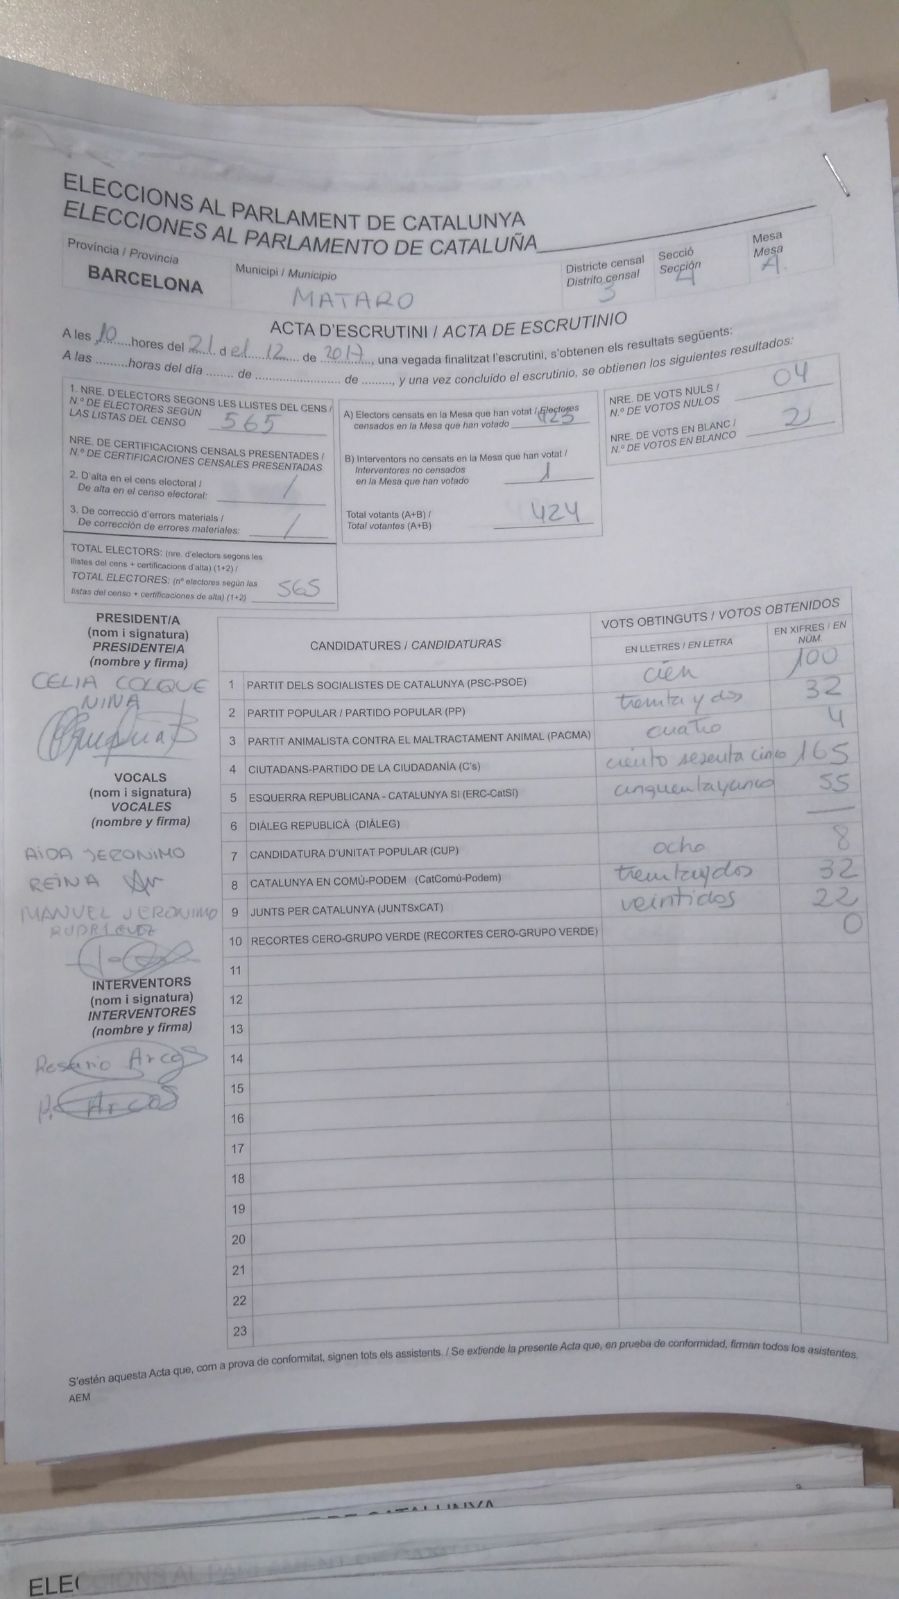 ELECCIONS AL PARLAMENT DE CATALUNYA
ELECCIONES AL PARLAMENTO DE CATALUÑA
Província / Provincia
BARCELONA
Municipi / Municipio
MATARO
Districte censal
Distrito censal
3
Secció
Sección
4
Mesa
Mesa
A
ACTA D'ESCRUTINI / ACTA DE ESCRUTINIO
A les 10 hores del 21 d el 12 de 2017, una vegada finalitzat l'escrutini, s'obtenen els resultats següents:
A las ........horas del día ....... de ....................... de ........, y una vez concluido el escrutinio, se obtienen los siguientes resultados:
1. NRE. D'ELECTORS SEGONS LES LLISTES DEL CENS /
N.º DE ELECTORES SEGÚN
LAS LISTAS DEL CENSO 565
NRE. DE CERTIFICACIONS CENSALS PRESENTADES /
N.º DE CERTIFICACIONES CENSALES PRESENTADAS
2. D'alta en el cens electoral /
De alta en el censo electoral: /
3. De correcció d'errors materials /
De corrección de errores materiales: /
TOTAL ELECTORS: (nre. d'electors segons les
llistes del cens + certificacions d'alta) (1+2) /
TOTAL ELECTORES: (nº electores según las
listas del censo + certificaciones de alta) (1+2) 565
A) Electors censats en la Mesa que han votat / Electores
censados en la Mesa que han votado 423
B) Interventors no censats en la Mesa que han votat /
Interventores no censados
en la Mesa que han votado 1
Total votants (A+B) /
Total votantes (A+B) 424
NRE. DE VOTS NULS /
N.º DE VOTOS NULOS 04
NRE. DE VOTS EN BLANC /
N.º DE VOTOS EN BLANCO 2
PRESIDENT/A
(nom i signatura)
PRESIDENTE/A
(nombre y firma)
CELIA COLQUE
NINA
VOCALS
(nom i signatura)
VOCALES
(nombre y firma)
AIDA JERONIMO
REINA
MANUEL JERONIMO
RUDRIGUEZ
INTERVENTORS
(nom i signatura)
INTERVENTORES
(nombre y firma)
Rosario Arcos
R. Arcos
CANDIDATURES / CANDIDATURAS
VOTS OBTINGUTS / VOTOS OBTENIDOS
EN LLETRES / EN LETRA
EN XIFRES / EN NÚM.
1 PARTIT DELS SOCIALISTES DE CATALUNYA (PSC-PSOE) cien 100
2 PARTIT POPULAR / PARTIDO POPULAR (PP) treinta y dos 32
3 PARTIT ANIMALISTA CONTRA EL MALTRACTAMENT ANIMAL (PACMA) cuatro 4
4 CIUTADANS-PARTIDO DE LA CIUDADANÍA (C's) ciento sesenta cinco 165
5 ESQUERRA REPUBLICANA - CATALUNYA SÍ (ERC-CatSí) cinquentaycinco 55
6 DIÀLEG REPUBLICÀ (DIÀLEG) —
7 CANDIDATURA D'UNITAT POPULAR (CUP) ocho 8
8 CATALUNYA EN COMÚ-PODEM (CatComú-Podem) treintaydos 32
9 JUNTS PER CATALUNYA (JUNTSxCAT) veintidos 22
10 RECORTES CERO-GRUPO VERDE (RECORTES CERO-GRUPO VERDE) 0
11
12
13
14
15
16
17
18
19
20
21
22
23
S'estén aquesta Acta que, com a prova de conformitat, signen tots els assistents. / Se extiende la presente Acta que, en prueba de conformidad, firman todos los asistentes.
AEM